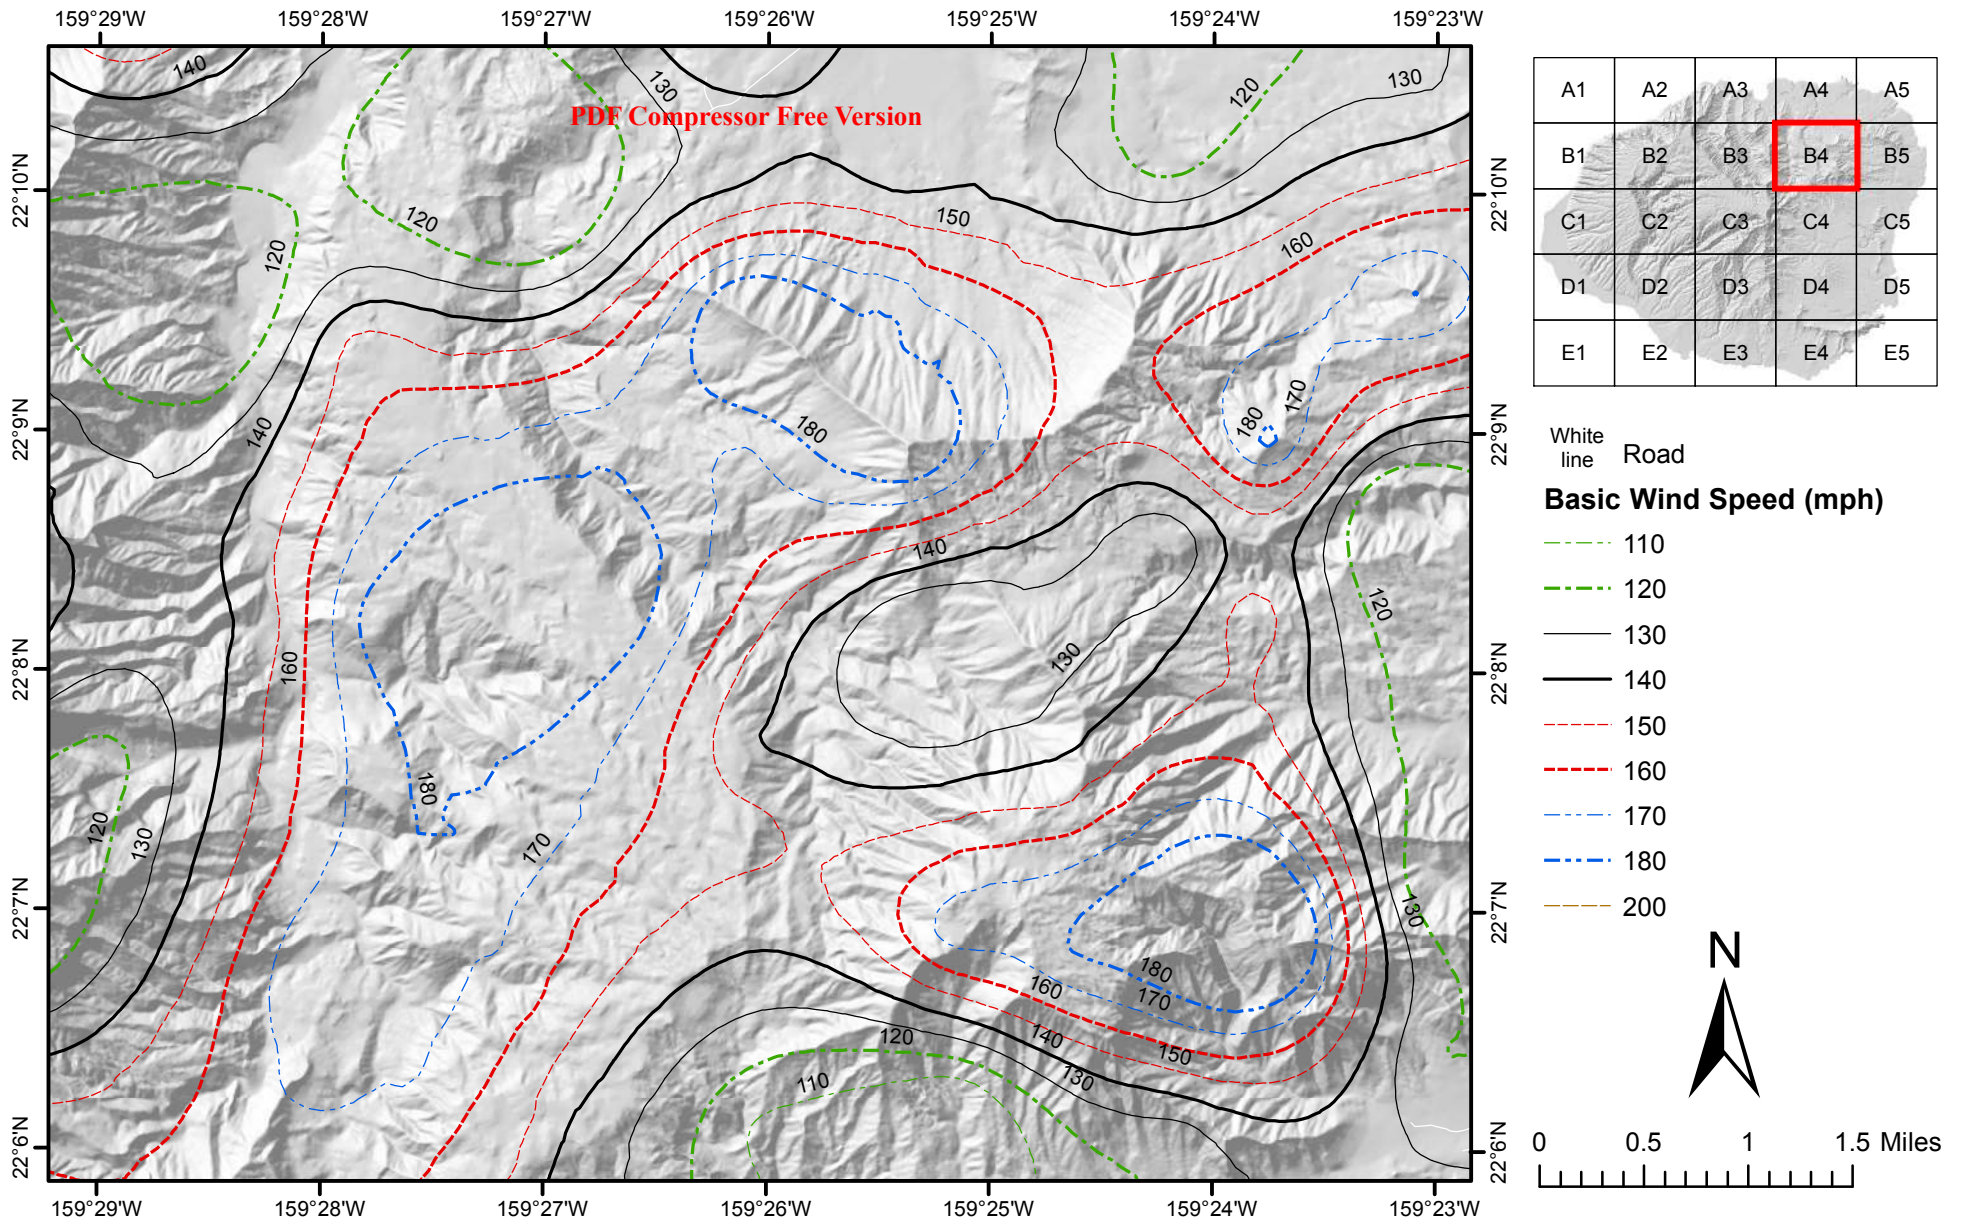 159°29'W 159°28'W 159°27'W 159°26'W 159°25'W 159°24'W 159°23'W
140
130
120
130
PDF Compressor Free Version
22°10'N
22°10'N
120
120
150
160
140
180
170
180
22°9'N
22°9'N
140
120
160
130
22°8'N
22°8'N
180
170
120
130
130
22°7'N
22°7'N
180
170
160
140
150
120
110
130
22°6'N
22°6'N
159°29'W 159°28'W 159°27'W 159°26'W 159°25'W 159°24'W 159°23'W
A1 A2 A3 A4 A5
B1 B2 B3 B4 B5
C1 C2 C3 C4 C5
D1 D2 D3 D4 D5
E1 E2 E3 E4 E5
White
line Road
Basic Wind Speed (mph)
110
120
130
140
150
160
170
180
200
N
0 0.5 1 1.5 Miles